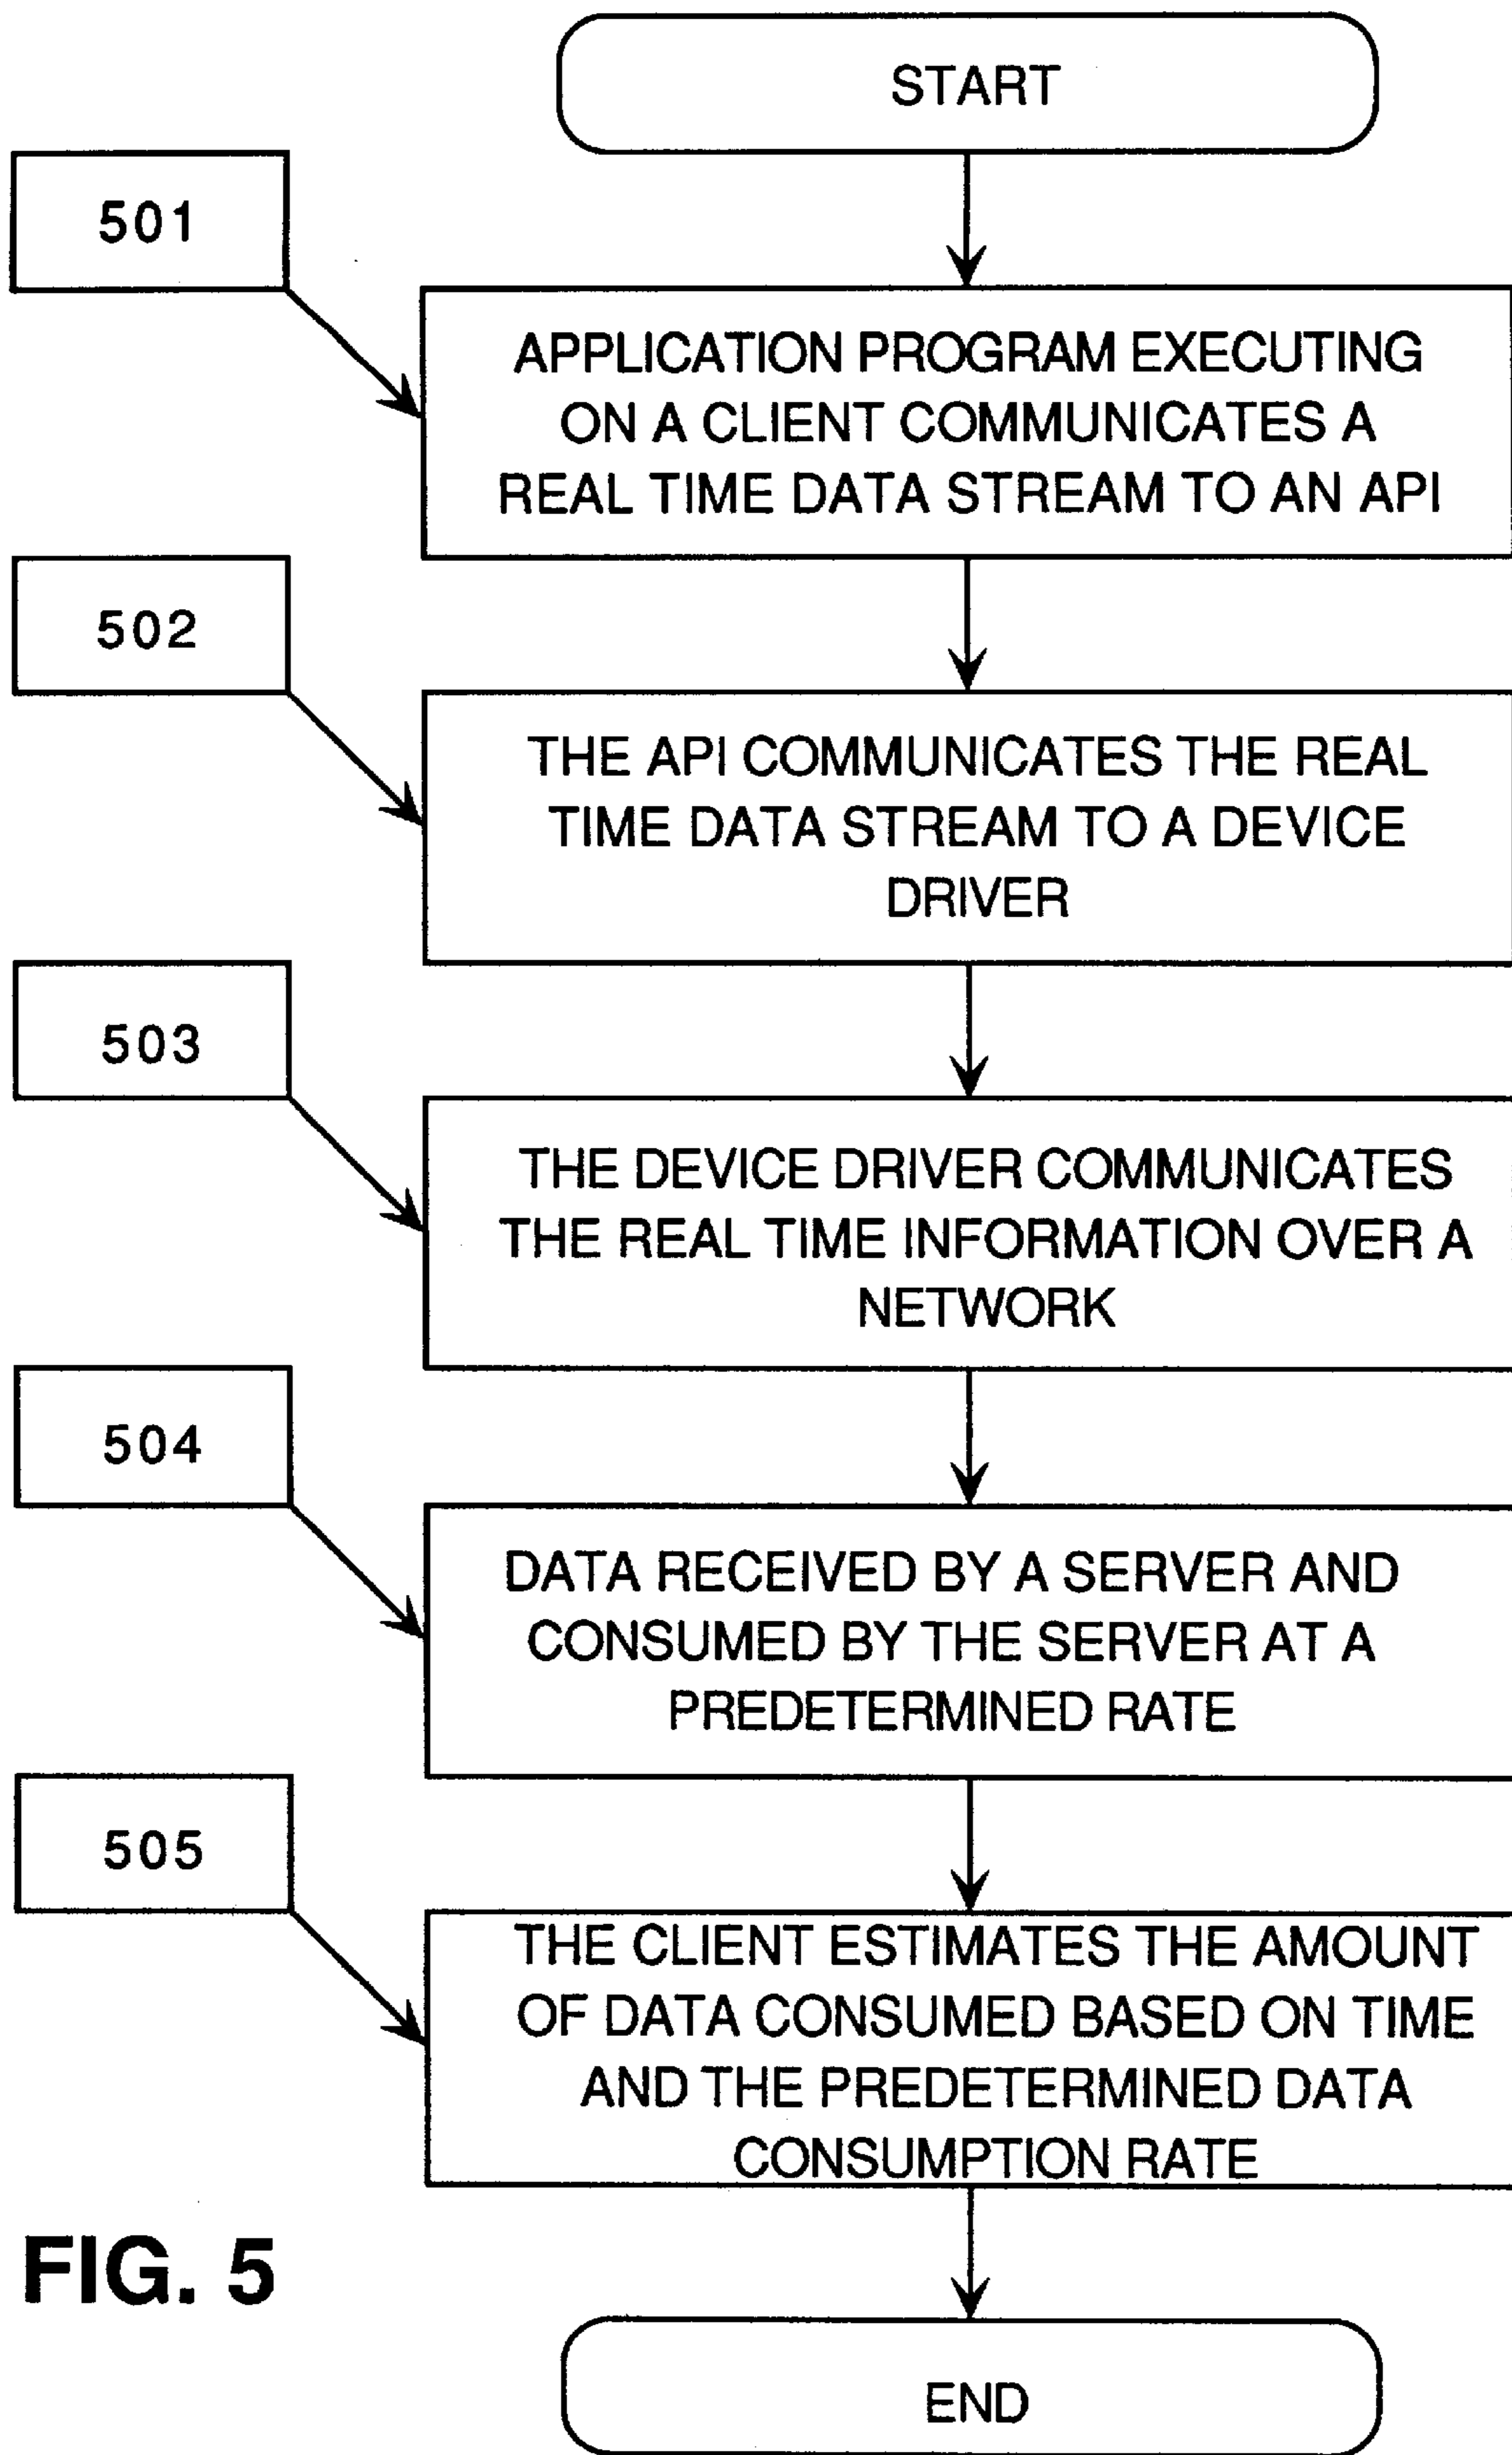 START
501
APPLICATION PROGRAM EXECUTING
ON A CLIENT COMMUNICATES A
REAL TIME DATA STREAM TO AN API
502
THE API COMMUNICATES THE REAL
TIME DATA STREAM TO A DEVICE
DRIVER
503
THE DEVICE DRIVER COMMUNICATES
THE REAL TIME INFORMATION OVER A
NETWORK
504
DATA RECEIVED BY A SERVER AND
CONSUMED BY THE SERVER AT A
PREDETERMINED RATE
505
THE CLIENT ESTIMATES THE AMOUNT
OF DATA CONSUMED BASED ON TIME
AND THE PREDETERMINED DATA
CONSUMPTION RATE
FIG. 5
END